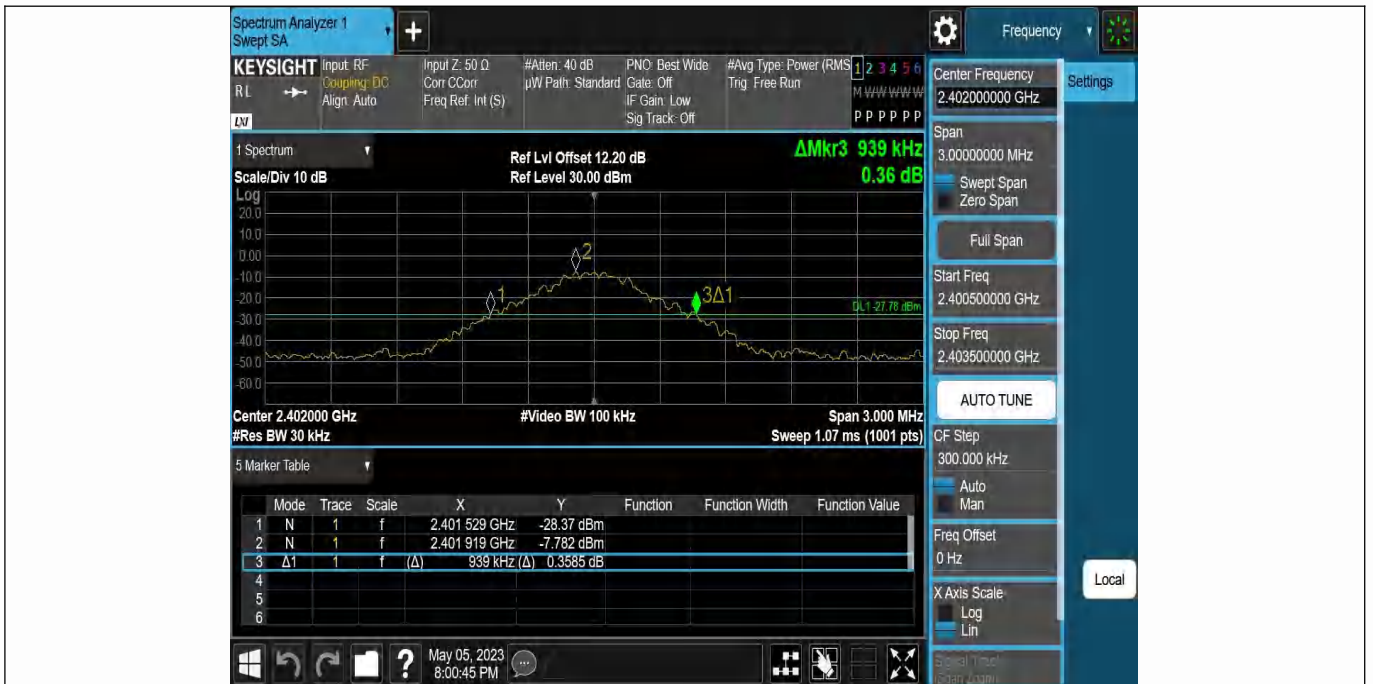 Spectrum Analyzer 1
Swept SA
+
Frequency
KEYSIGHT
RL
LXI
Input: RF
Coupling: DC
Align: Auto
Input Z: 50 Ω
Corr CCorr
Freq Ref: Int (S)
#Atten: 40 dB
µW Path: Standard
PNO: Best Wide
Gate: Off
IF Gain: Low
Sig Track: Off
#Avg Type: Power (RMS
Trig: Free Run
1 2 3 4 5 6
M W W W W W
P P P P P P
1 Spectrum
Scale/Div 10 dB
Ref Lvl Offset 12.20 dB
Ref Level 30.00 dBm
ΔMkr3 939 kHz
0.36 dB
Log
20.0
10.0
0.00
-10.0
-20.0
-30.0
-40.0
-50.0
-60.0
2
1
3Δ1
DL1 -27.78 dBm
Center 2.402000 GHz
#Video BW 100 kHz
Span 3.000 MHz
#Res BW 30 kHz
Sweep 1.07 ms (1001 pts)
5 Marker Table
Mode Trace Scale X Y Function Function Width Function Value
1 N 1 f 2.401 529 GHz -28.37 dBm
2 N 1 f 2.401 919 GHz -7.782 dBm
3 Δ1 1 f (Δ) 939 kHz (Δ) 0.3585 dB
4
5
6
?
May 05, 2023
8:00:45 PM
Center Frequency
2.402000000 GHz
Settings
Span
3.00000000 MHz
Swept Span
Zero Span
Full Span
Start Freq
2.400500000 GHz
Stop Freq
2.403500000 GHz
AUTO TUNE
CF Step
300.000 kHz
Auto
Man
Freq Offset
0 Hz
X Axis Scale
Log
Lin
Signal Track
(Span Zoom)
Local